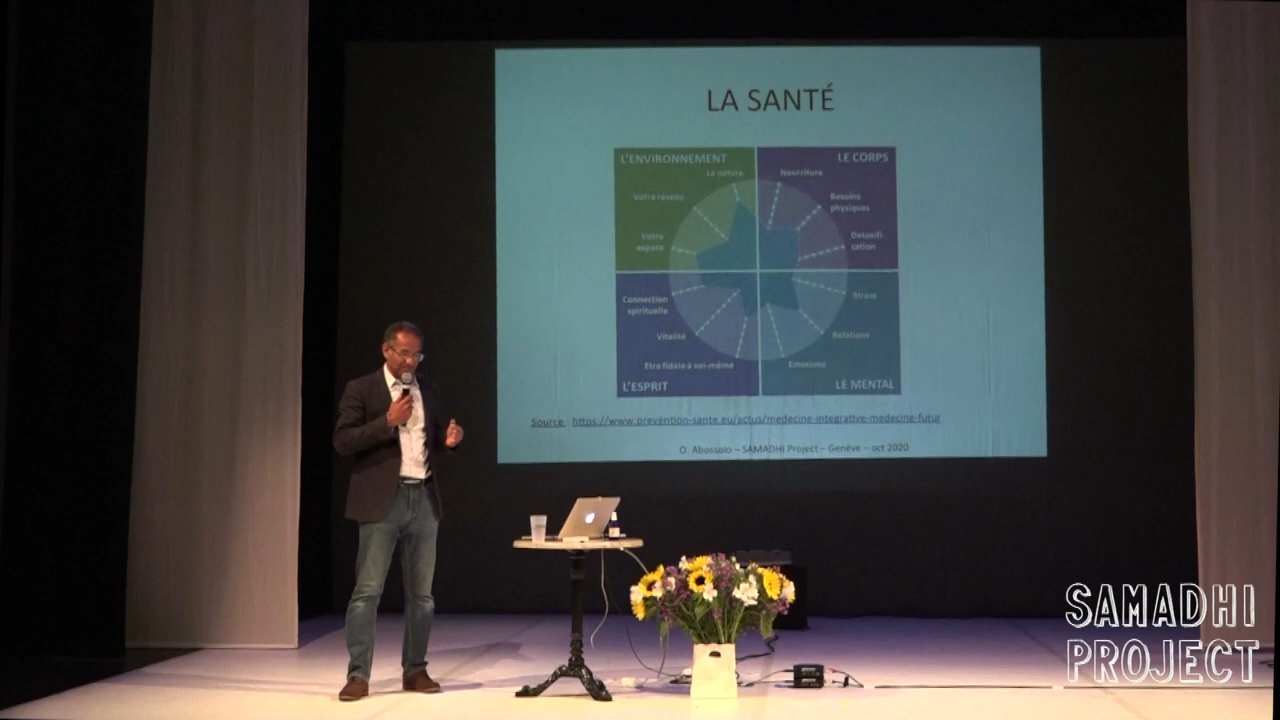 LA SANTÉ
L'ENVIRONNEMENT
La nature
Votre réseau
Votre
espace
LE CORPS
Nourriture
Besoins
physiques
Detoxifi-
cation
Connection
spirituelle
Vitalité
Etre fidèle à soi-même
L'ESPRIT
Stress
Relations
Emotions
LE MENTAL
Source : https://www.prevention-sante.eu/actus/medecine-integrative-medecine-futur
O. Abossolo – SAMADHI Project – Genève – oct 2020
SAMADHI
PROJECT